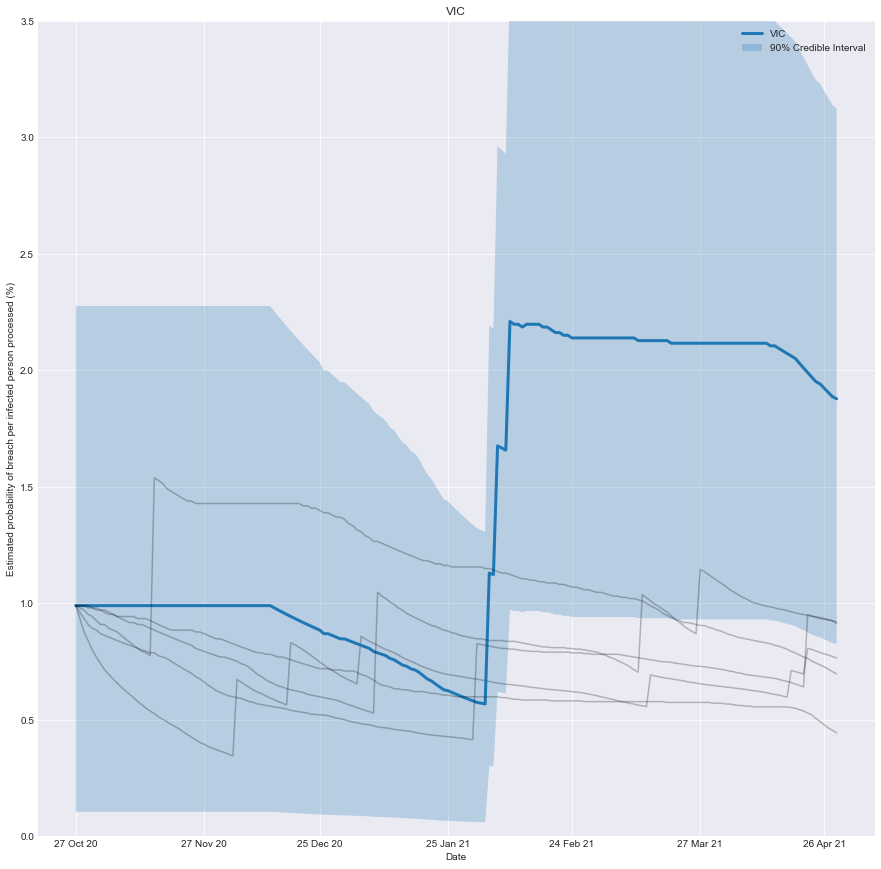 VIC
3.5
3.0
2.5
2.0
1.5
1.0
0.5
0.0
Estimated probability of breach per infected person processed (%)
VIC
90% Credible Interval
27 Oct 20
27 Nov 20
25 Dec 20
25 Jan 21
24 Feb 21
27 Mar 21
26 Apr 21
Date